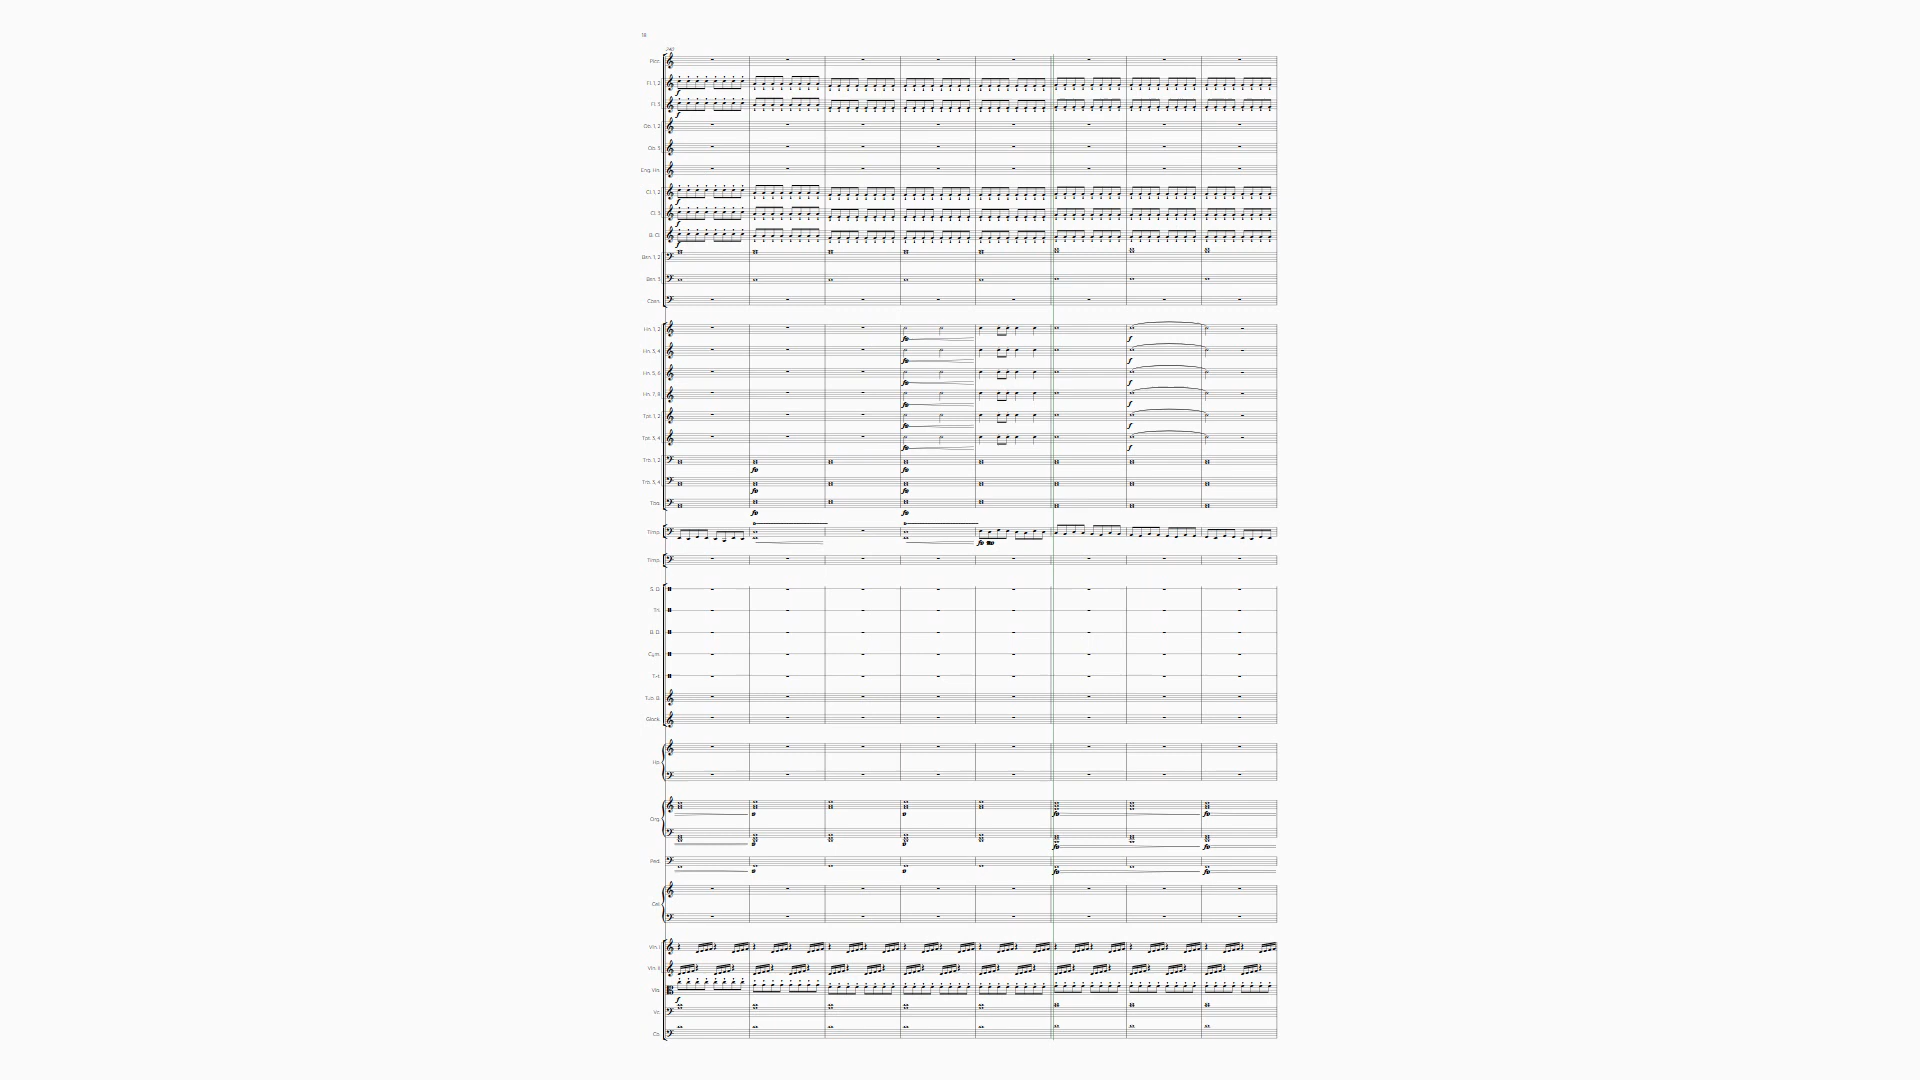 18
240
Picc.
Fl. 1, 2
Fl. 3
Ob. 1, 2
Ob. 3
Eng. Hn.
Cl. 1, 2
Cl. 3
B. Cl.
Bsn. 1, 2
Bsn. 3
Cbsn.
Hn. 1, 2
Hn. 3, 4
Hn. 5, 6
Hn. 7, 8
Tpt. 1, 2
Tpt. 3, 4
Trb. 1, 2
Trb. 3, 4
Tba.
Timp.
Timp.
S. D.
Tri.
B. D.
Cym.
T.-t.
Tub. B.
Glock.
Hp.
Org.
Ped.
Cel.
Vln. I
Vln. II
Vla.
Vc.
Cb.